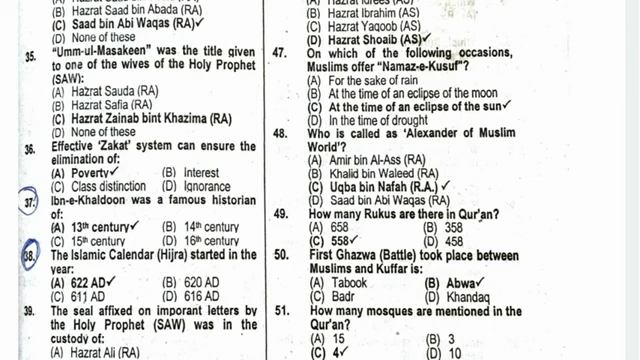 (B) Hazrat Saad bin Abada (RA)
(C) Saad bin Abi Waqas (RA)✓
(D) None of these
35. "Umm-ul-Masakeen" was the title given
to one of the wives of the Holy Prophet
(SAW):
(A) Hazrat Sauda (RA)
(B) Hazrat Safia (RA)
(C) Hazrat Zainab bint Khazima (RA)
(D) None of these
36. Effective 'Zakat' system can ensure the
elimination of:
(A) Poverty✓ (B) Interest
(C) Class distinction (D) Ignorance
37. Ibn-e-Khaldoon was a famous historian
of:
(A) 13th century✓ (B) 14th century
(C) 15th century (D) 16th century
38. The Islamic Calendar (Hijra) started in the
year:
(A) 622 AD✓ (B) 620 AD
(C) 611 AD (D) 616 AD
39. The seal affixed on imporant letters by
the Holy Prophet (SAW) was in the
custody of:
(A) Hazrat Ali (RA)
(A) Hazrat Idrees (AS)
(B) Hazrat Ibrahim (AS)
(C) Hazrat Yaqoob (AS)
(D) Hazrat Shoaib (AS)✓
47. On which of the following occasions,
Muslims offer "Namaz-e-Kusuf"?
(A) For the sake of rain
(B) At the time of an eclipse of the moon
(C) At the time of an eclipse of the sun✓
(D) In the time of drought
48. Who is called as 'Alexander of Muslim
World'?
(A) Amir bin Al-Ass (RA)
(B) Khalid bin Waleed (RA)
(C) Uqba bin Nafah (R.A.) ✓
(D) Saad bin Abi Waqas (RA)
49. How many Rukus are there in Qur'an?
(A) 658 (B) 358
(C) 558✓ (D) 458
50. First Ghazwa (Battle) took place between
Muslims and Kuffar is:
(A) Tabook (B) Abwa✓
(C) Badr (D) Khandaq
51. How many mosques are mentioned in the
Qur'an?
(A) 15 (B) 3
(C) 4✓ (D) 10